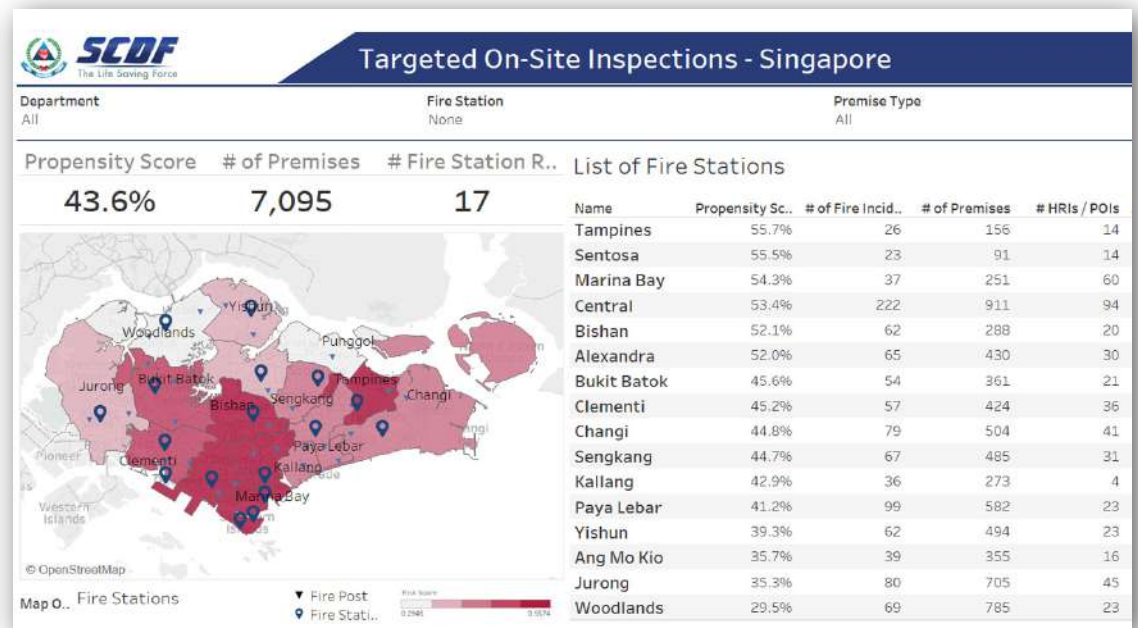 SCDF
The Life Saving Force
Targeted On-Site Inspections - Singapore
Department
All
Fire Station
None
Premise Type
All
Propensity Score
# of Premises
# Fire Station R..
43.6%
7,095
17
List of Fire Stations
Name Propensity Sc.. # of Fire Incid.. # of Premises # HRIs / POIs
Tampines 55.7% 26 156 14
Sentosa 55.5% 23 91 14
Marina Bay 54.3% 37 251 60
Central 53.4% 222 911 94
Bishan 52.1% 62 288 20
Alexandra 52.0% 65 430 30
Bukit Batok 45.6% 54 361 21
Clementi 45.2% 57 424 36
Changi 44.8% 79 504 41
Sengkang 44.7% 67 485 31
Kallang 42.9% 36 273 4
Paya Lebar 41.2% 99 582 23
Yishun 39.3% 62 494 23
Ang Mo Kio 35.7% 39 355 16
Jurong 35.3% 80 705 45
Woodlands 29.5% 69 785 23
Yishun
Woodlands
Punggol
Jurong
Bukit Batok
Tampines
Bishan
Sengkang
Changi
Pioneer
Clementi
Paya Lebar
Kallang
Marina Bay
Western
Islands
© OpenStreetMap
Map O.. Fire Stations
Fire Post
Fire Stati..
Risk Score